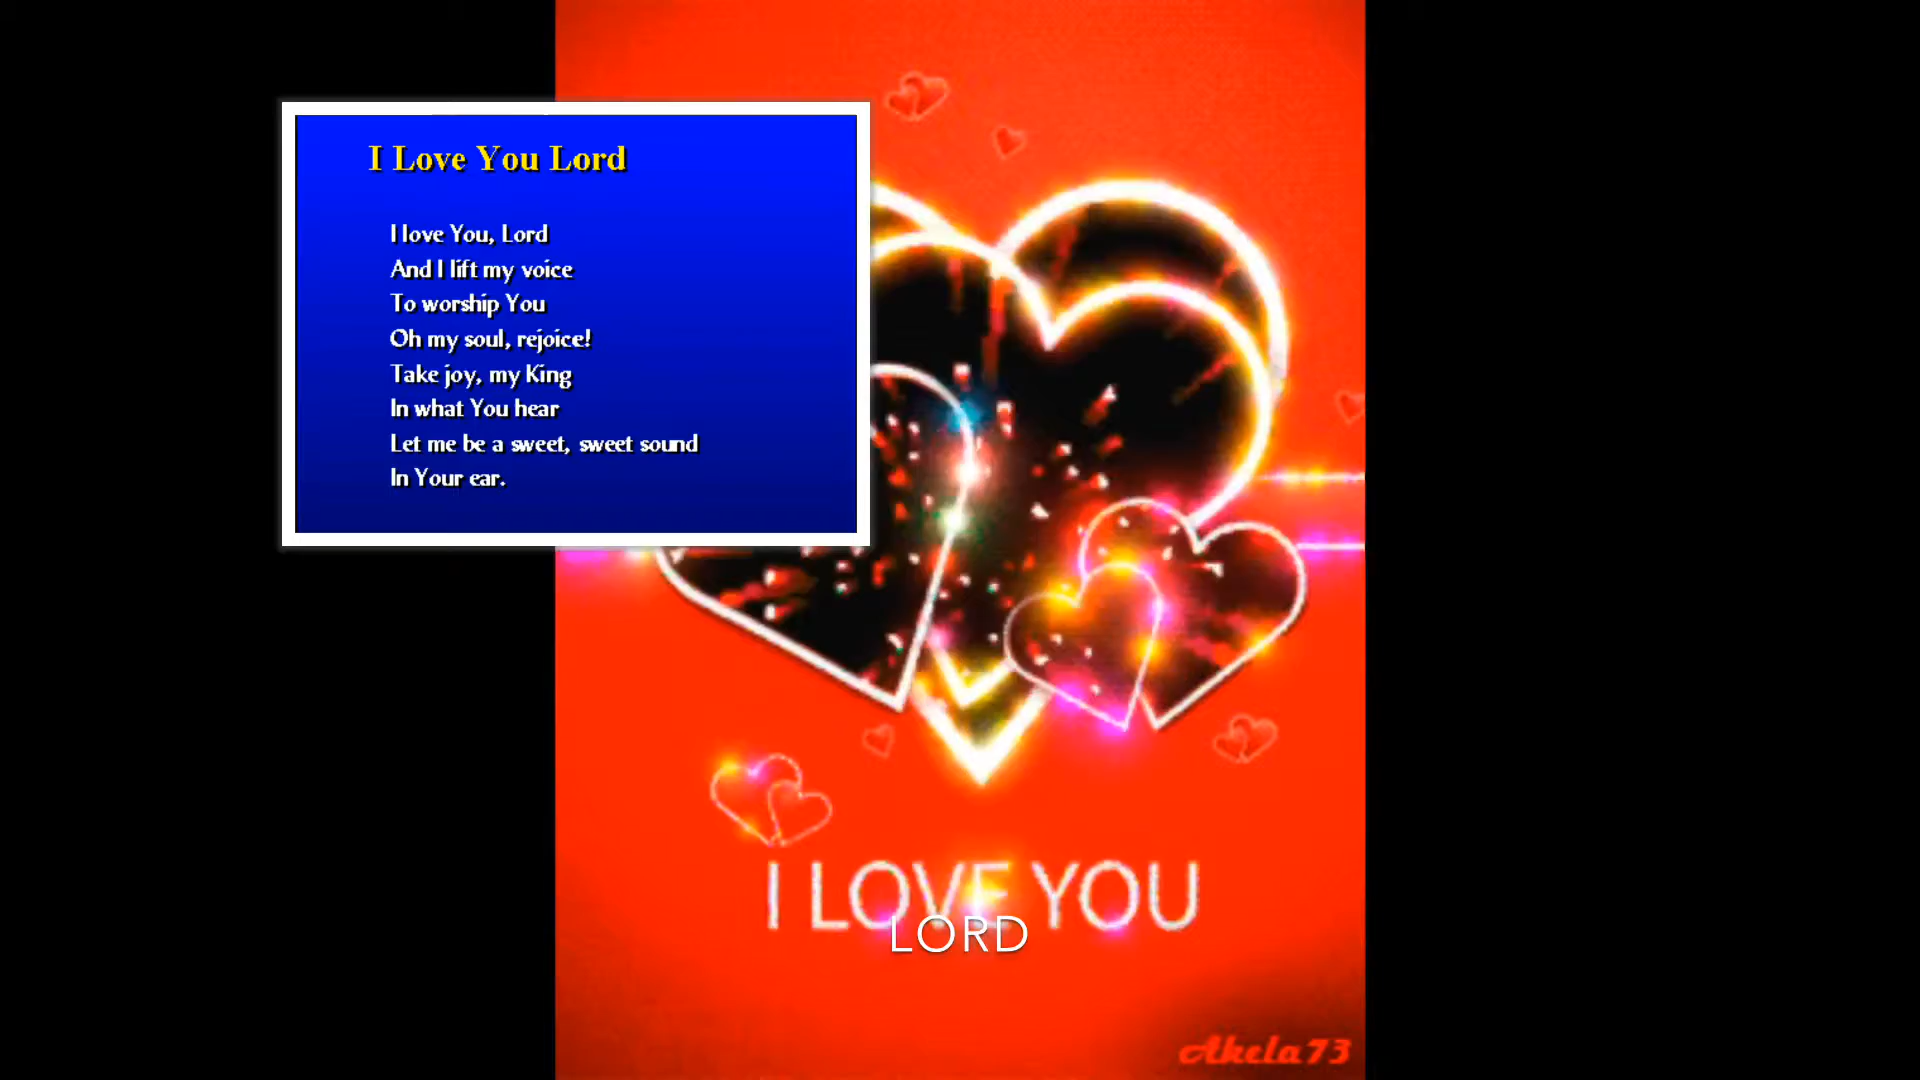 I Love You Lord
I love You, Lord
And I lift my voice
To worship You
Oh my soul, rejoice!
Take joy, my King
In what You hear
Let me be a sweet, sweet sound
In Your ear.
I LOVE YOU
LORD
Akela73